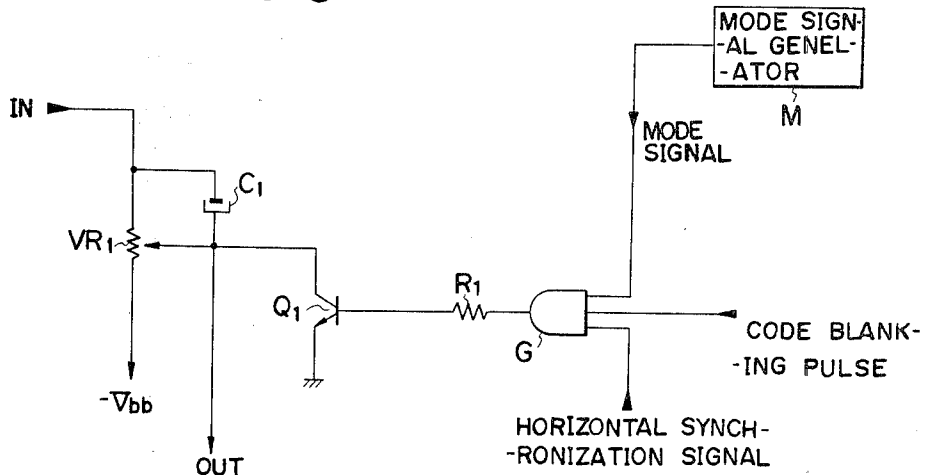 MODE SIGN-
-AL GENEL-
-ATOR
M
IN
MODE
SIGNAL
C1
VR1
R1
Q1
G
CODE BLANK-
-ING PULSE
-Vbb
HORIZONTAL SYNCH-
-RONIZATION SIGNAL
OUT